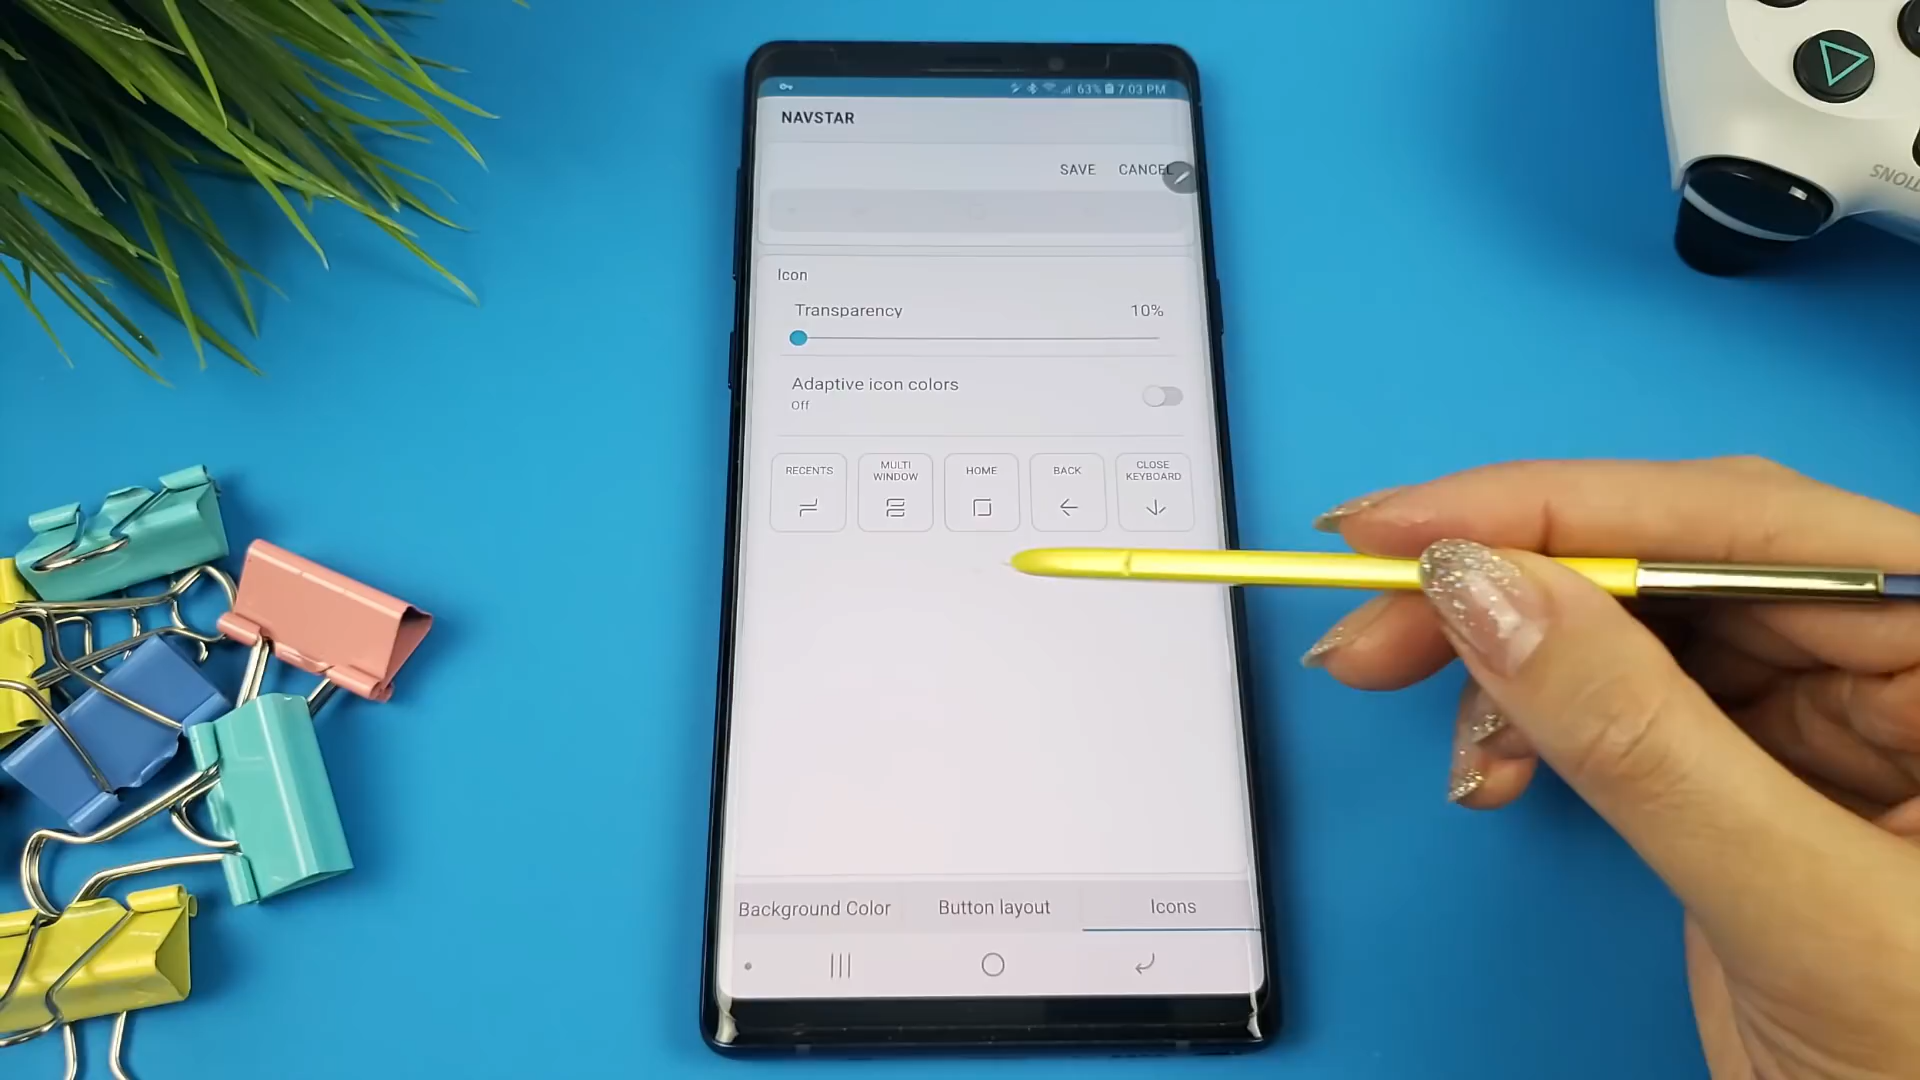 63% 7:03 PM
NAVSTAR
SAVE CANCEL
Icon
Transparency 10%
Adaptive icon colors
Off
RECENTS
MULTI
WINDOW
HOME
BACK
CLOSE
KEYBOARD
Background Color Button layout Icons